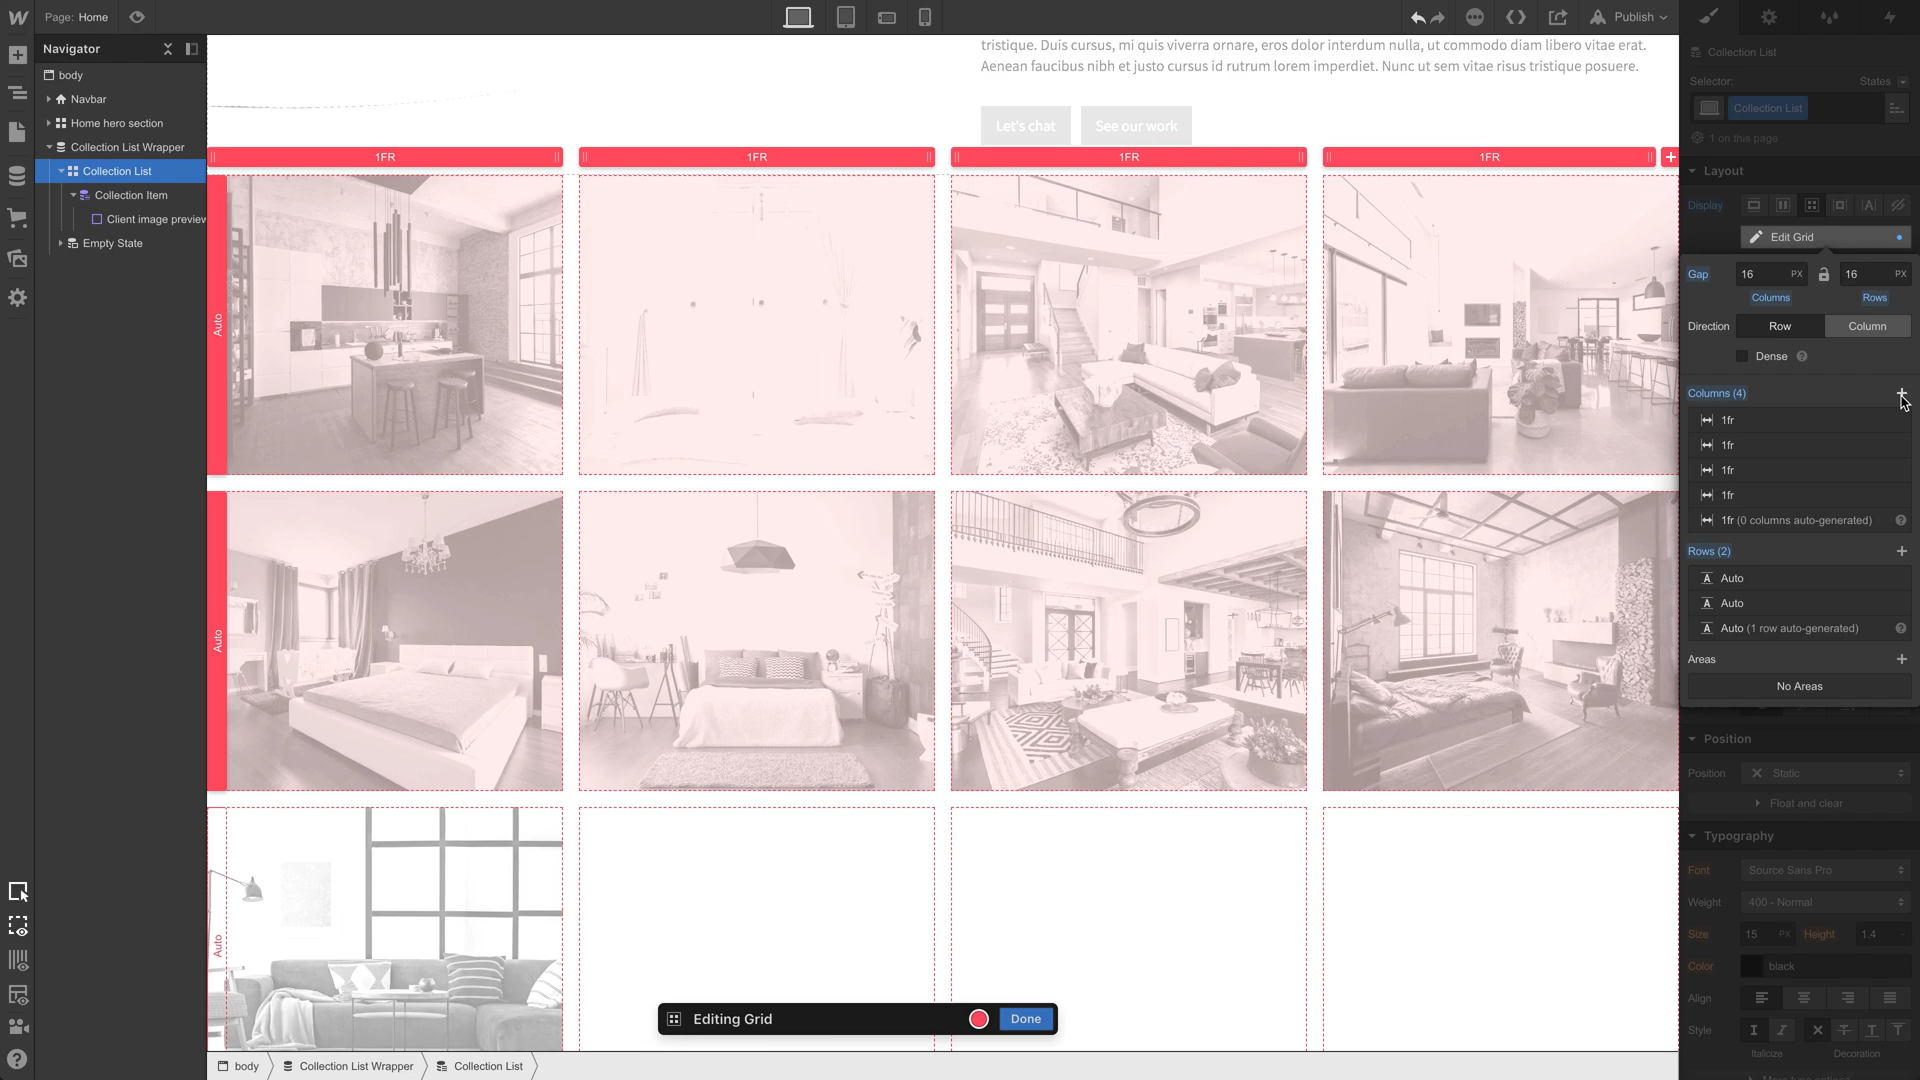 Page: Home
Publish
Navigator
body
Navbar
Home hero section
Collection List Wrapper
Collection List
Collection Item
Client image preview
Empty State
tristique. Duis cursus, mi quis viverra ornare, eros dolor interdum nulla, ut commodo diam libero vitae erat.
Aenean faucibus nibh et justo cursus id rutrum lorem imperdiet. Nunc ut sem vitae risus tristique posuere.
Let's chat
See our work
1FR
1FR
1FR
1FR
Auto
Auto
Auto
Editing Grid
Done
body
Collection List Wrapper
Collection List
Collection List
Selector:
States
Collection List
1 on this page
Layout
Display
Edit Grid
Gap
16 PX
16 PX
Columns
Rows
Direction
Row
Column
Dense
Columns (4)
1fr
1fr
1fr
1fr
1fr (0 columns auto-generated)
Rows (2)
Auto
Auto
Auto (1 row auto-generated)
Areas
No Areas
Position
Position
Static
Float and clear
Typography
Font
Source Sans Pro
Weight
400 - Normal
Size
15 PX
Height
1.4 -
Color
black
Align
Style
Italicize
Decoration